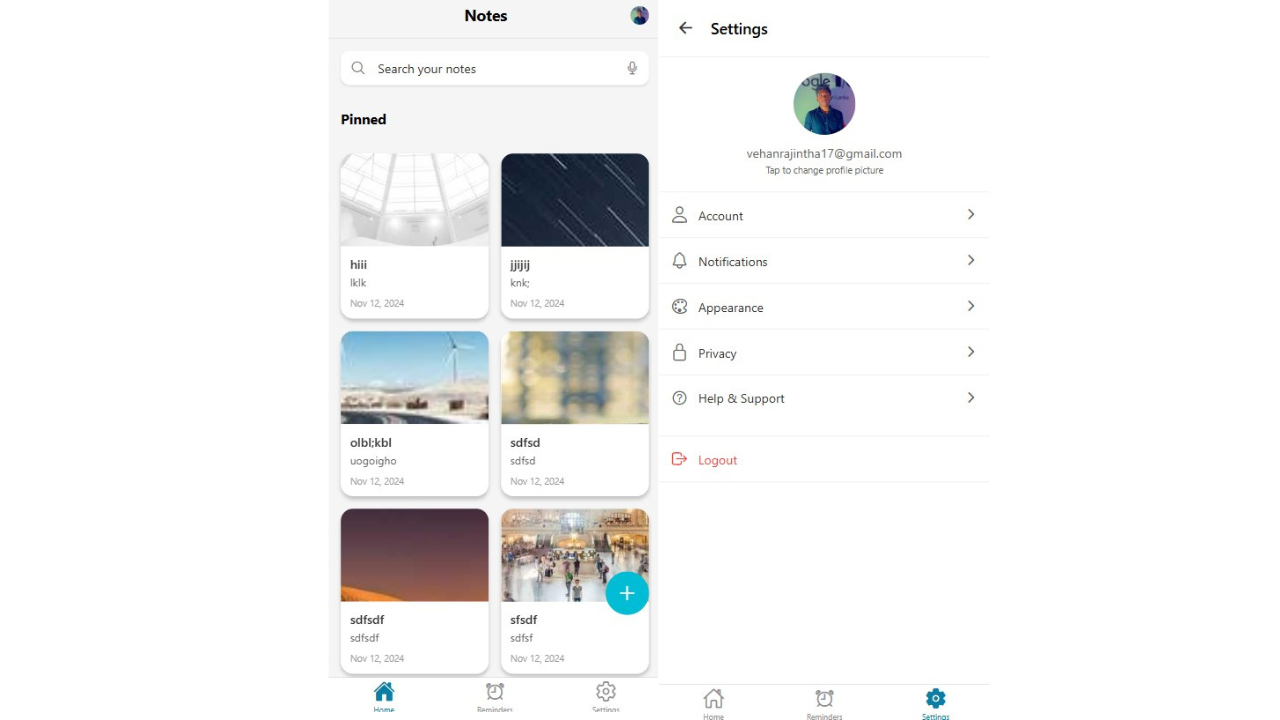 Notes
Search your notes
Pinned
hiii
lklk
Nov 12, 2024
jjijij
knk;
Nov 12, 2024
olbl;kbl
uogoigho
Nov 12, 2024
sdfsd
sdfsd
Nov 12, 2024
sdfsdf
sdfsdf
Nov 12, 2024
sfsdf
sdfsf
Nov 12, 2024
Home
Reminders
Settings
Settings
vehanrajintha17@gmail.com
Tap to change profile picture
Account
Notifications
Appearance
Privacy
Help & Support
Logout
Home
Reminders
Settings